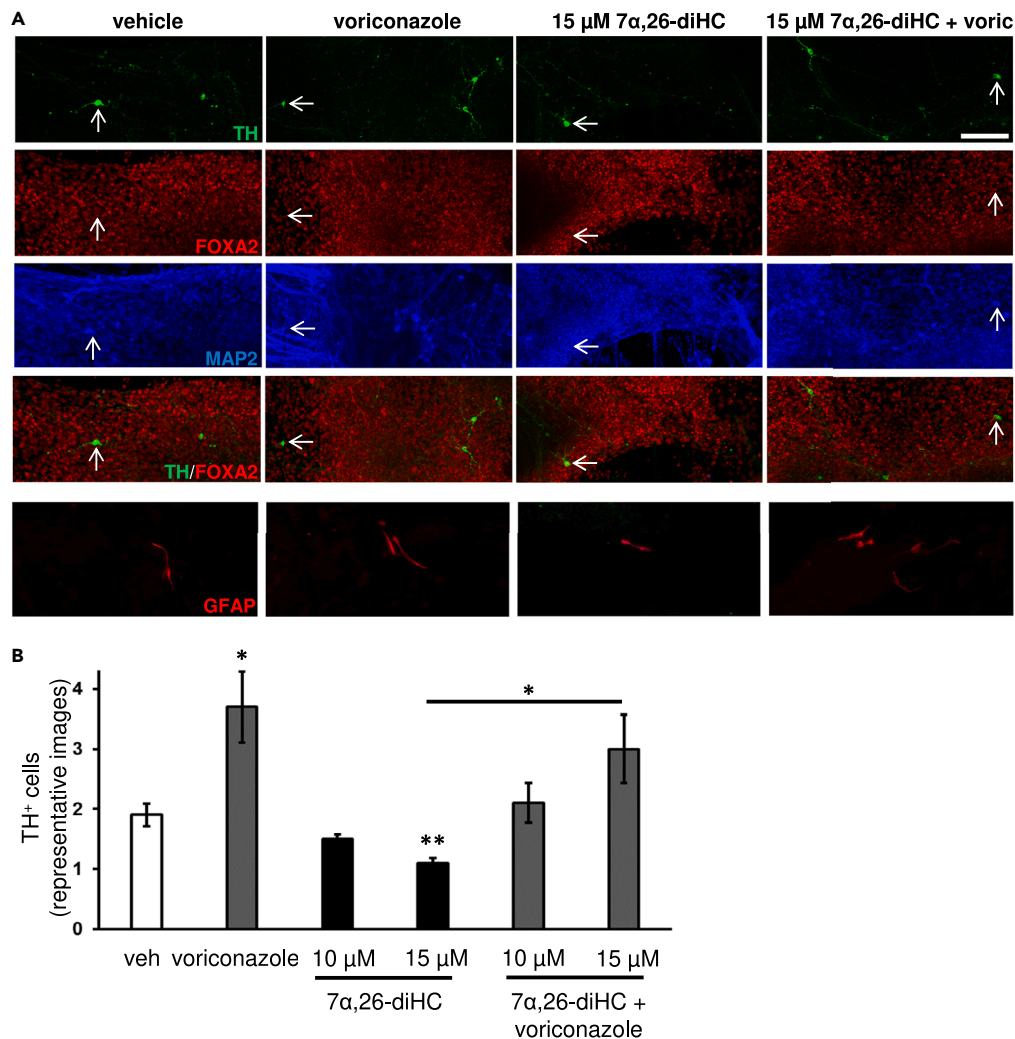 A
vehicle
voriconazole
15 µM 7α,26-diHC
15 µM 7α,26-diHC + voric
TH
FOXA2
MAP2
TH/FOXA2
GFAP
B
TH⁺ cells
(representative images)
4
3
2
1
0
*
**
*
veh
voriconazole
10 µM
15 µM
10 µM
15 µM
7α,26-diHC
7α,26-diHC +
voriconazole